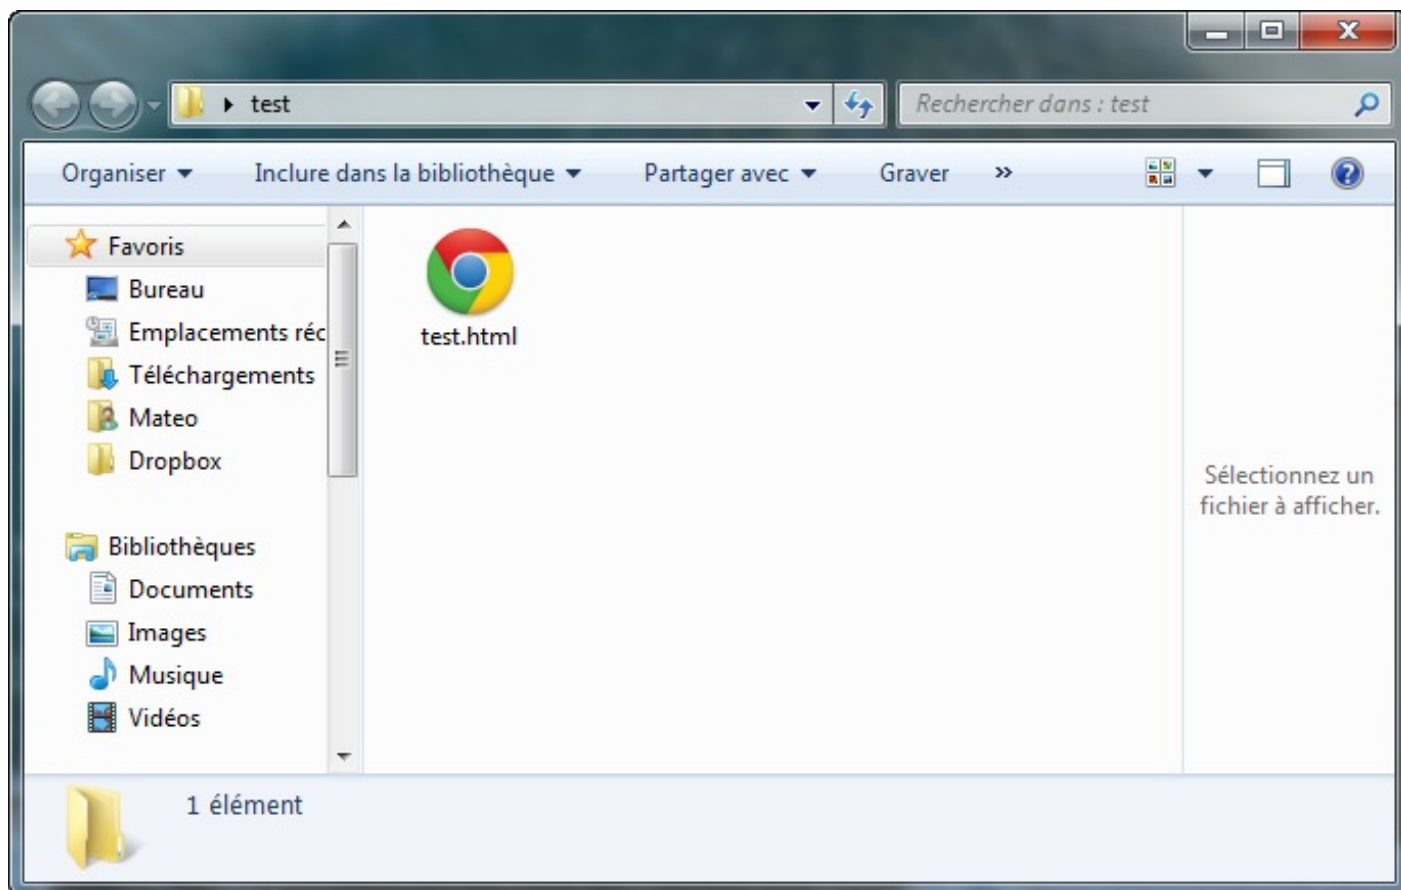 test
Rechercher dans : test
Organiser Inclure dans la bibliothèque Partager avec Graver »
Favoris
Bureau
Emplacements réc
Téléchargements
Mateo
Dropbox
Bibliothèques
Documents
Images
Musique
Vidéos
test.html
Sélectionnez un
fichier à afficher.
1 élément